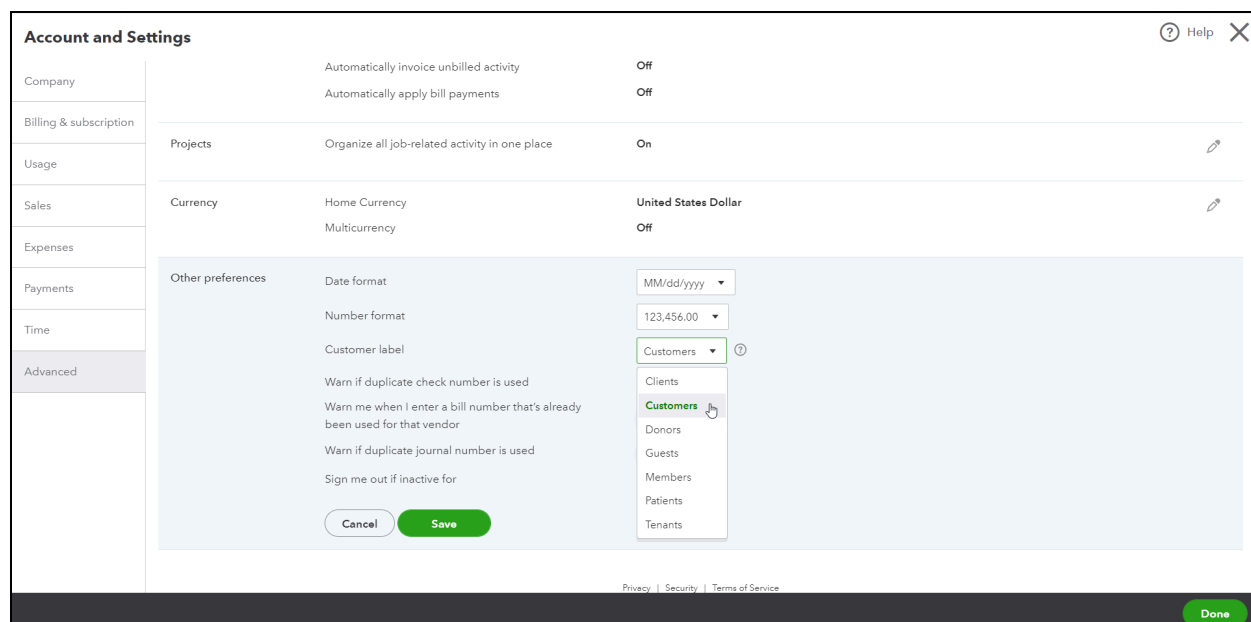 Account and Settings
Help
Company
Billing & subscription
Usage
Sales
Expenses
Payments
Time
Advanced
Automatically invoice unbilled activity Off
Automatically apply bill payments Off
Projects Organize all job-related activity in one place On
Currency Home Currency United States Dollar
Multicurrency Off
Other preferences Date format MM/dd/yyyy
Number format 123,456.00
Customer label Customers
Clients
Customers
Donors
Guests
Members
Patients
Tenants
Warn if duplicate check number is used
Warn me when I enter a bill number that's already
been used for that vendor
Warn if duplicate journal number is used
Sign me out if inactive for
Cancel Save
Privacy | Security | Terms of Service
Done